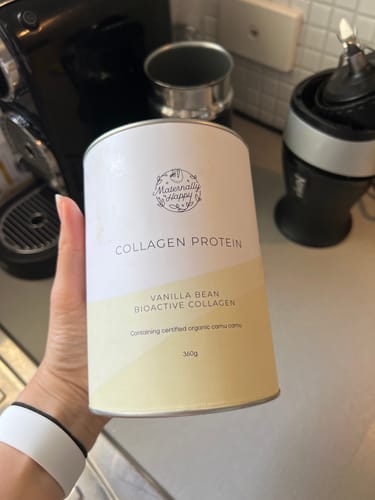 Maternally
Happy
COLLAGEN PROTEIN
VANILLA BEAN
BIOACTIVE COLLAGEN
Containing certified organic camu camu
360g